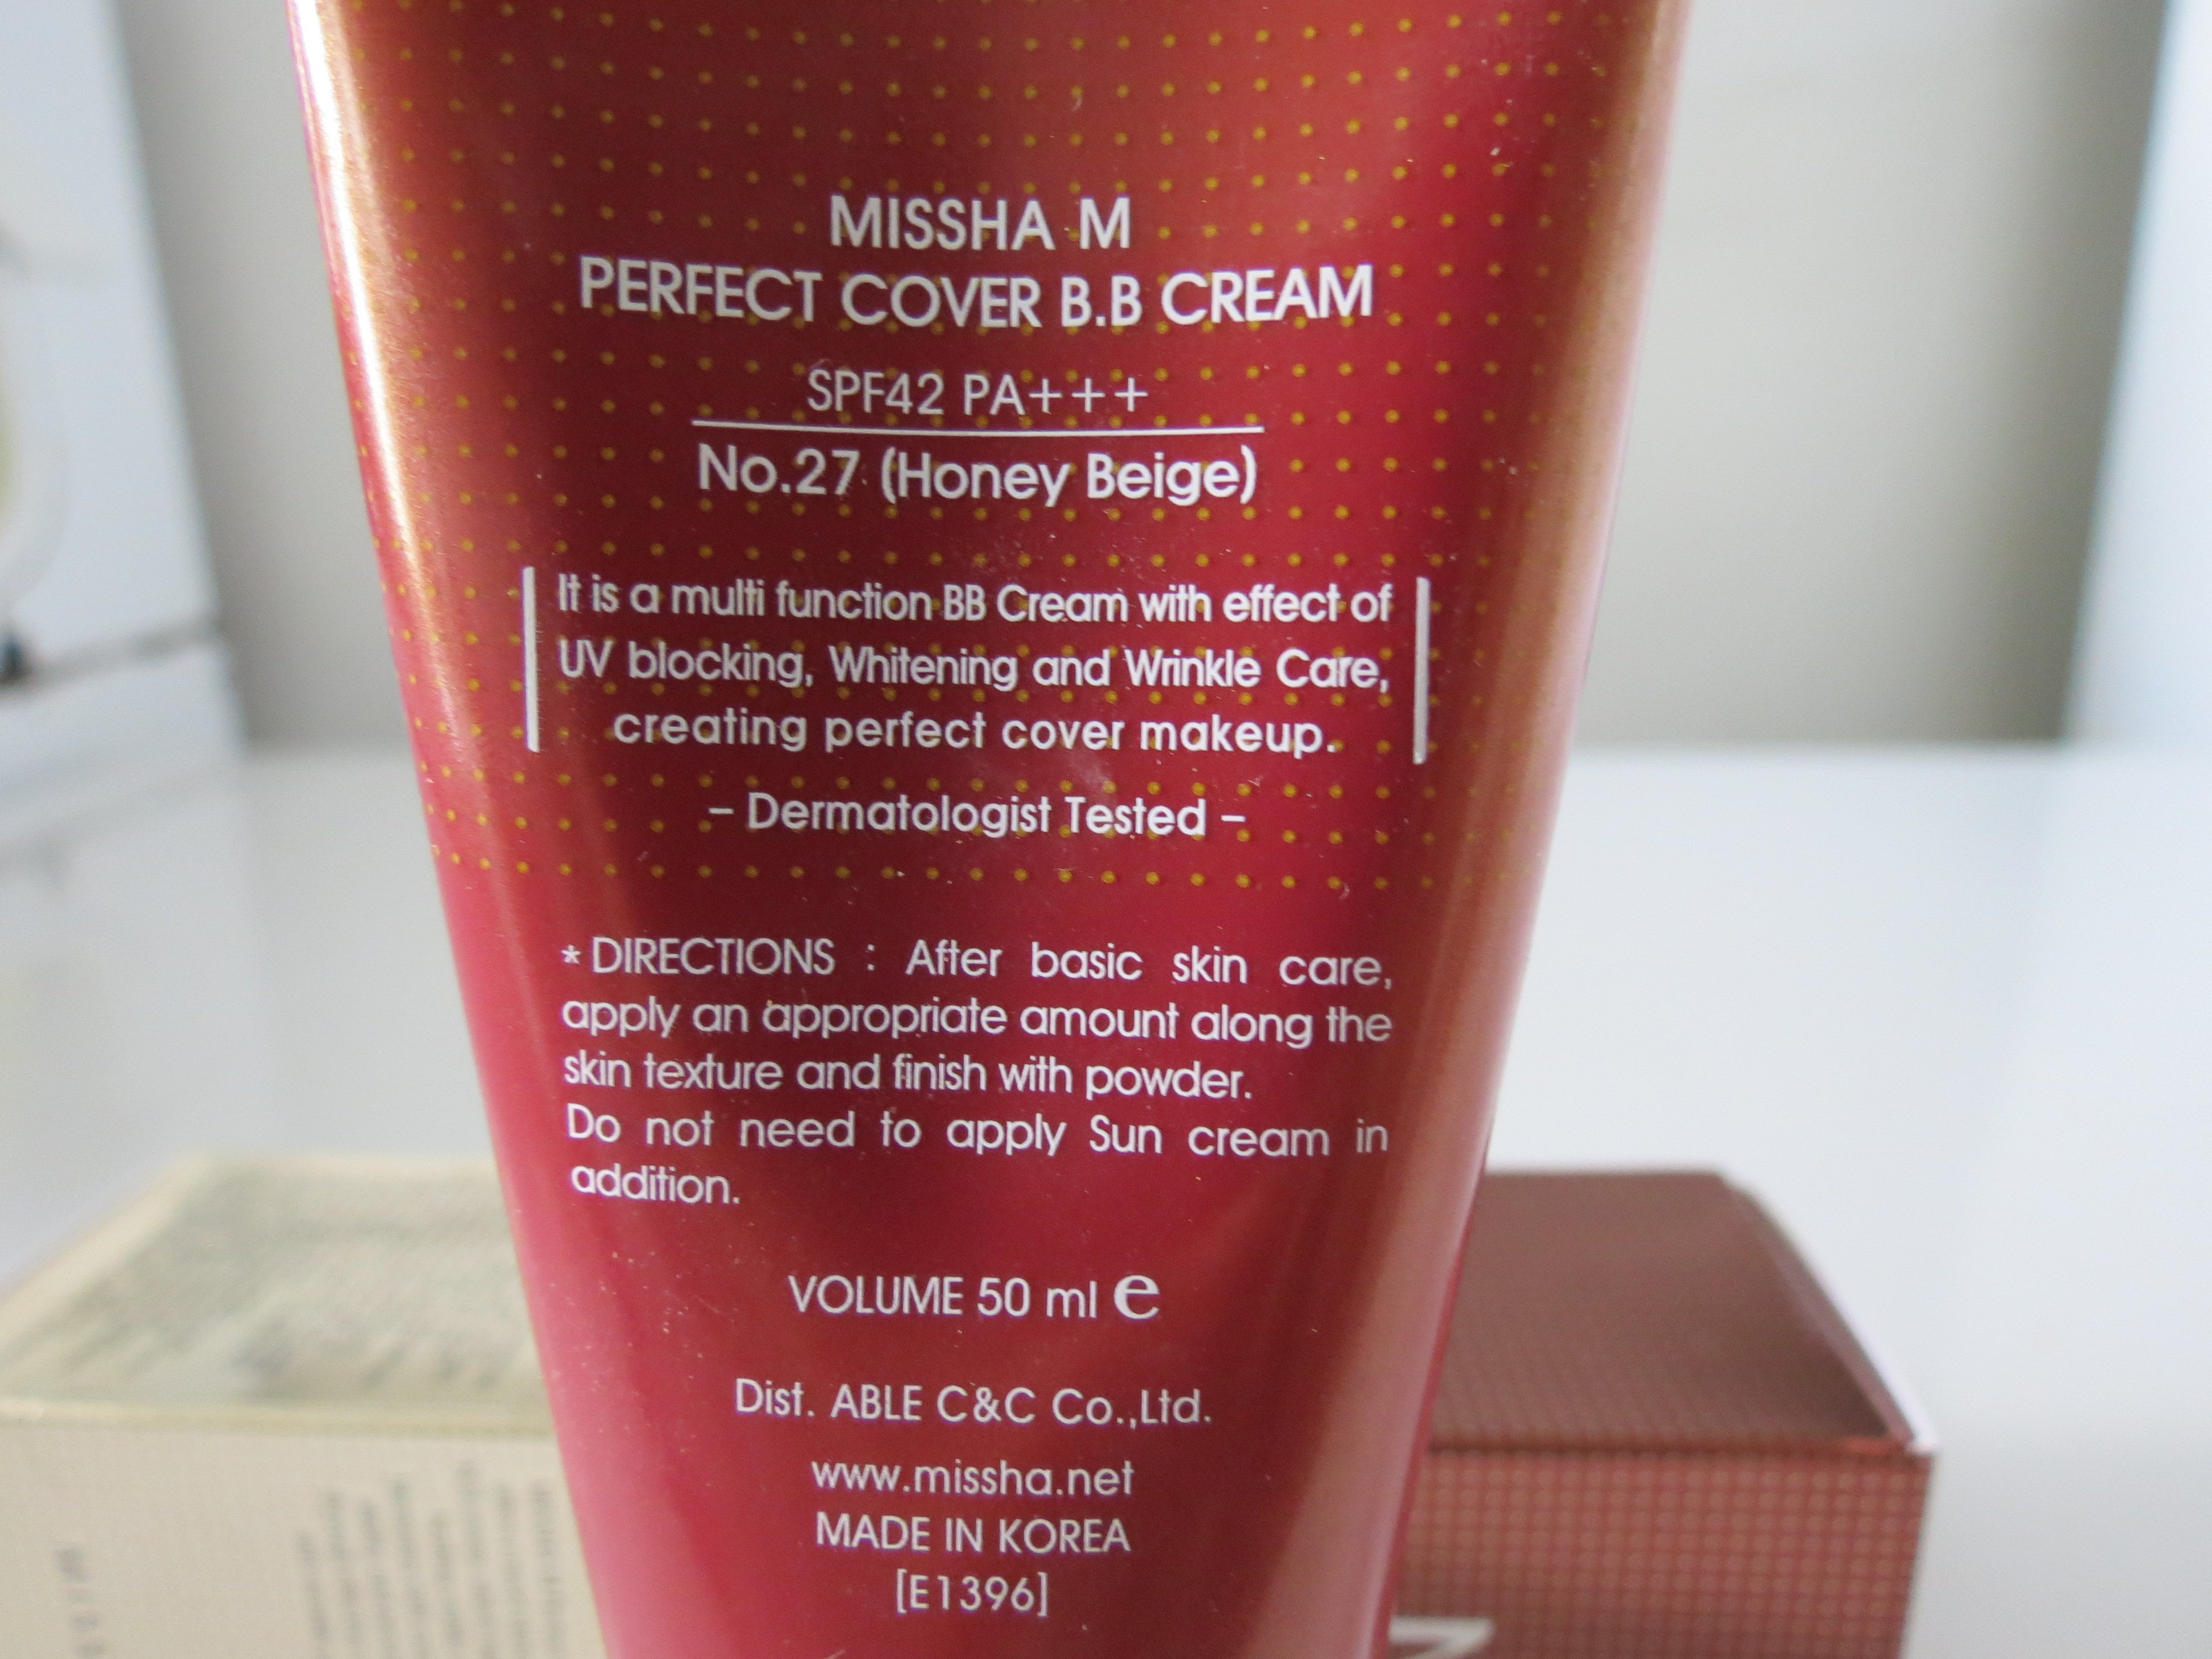 MISSHA M
PERFECT COVER B.B CREAM
SPF42 PA+++
No.27 (Honey Beige)
It is a multi function BB Cream with effect of
UV blocking, Whitening and Wrinkle Care,
creating perfect cover makeup.
– Dermatologist Tested –
* DIRECTIONS : After basic skin care,
apply an appropriate amount along the
skin texture and finish with powder.
Do not need to apply Sun cream in
addition.
VOLUME 50 ml e
Dist. ABLE C&C Co.,Ltd.
www.missha.net
MADE IN KOREA
[E1396]